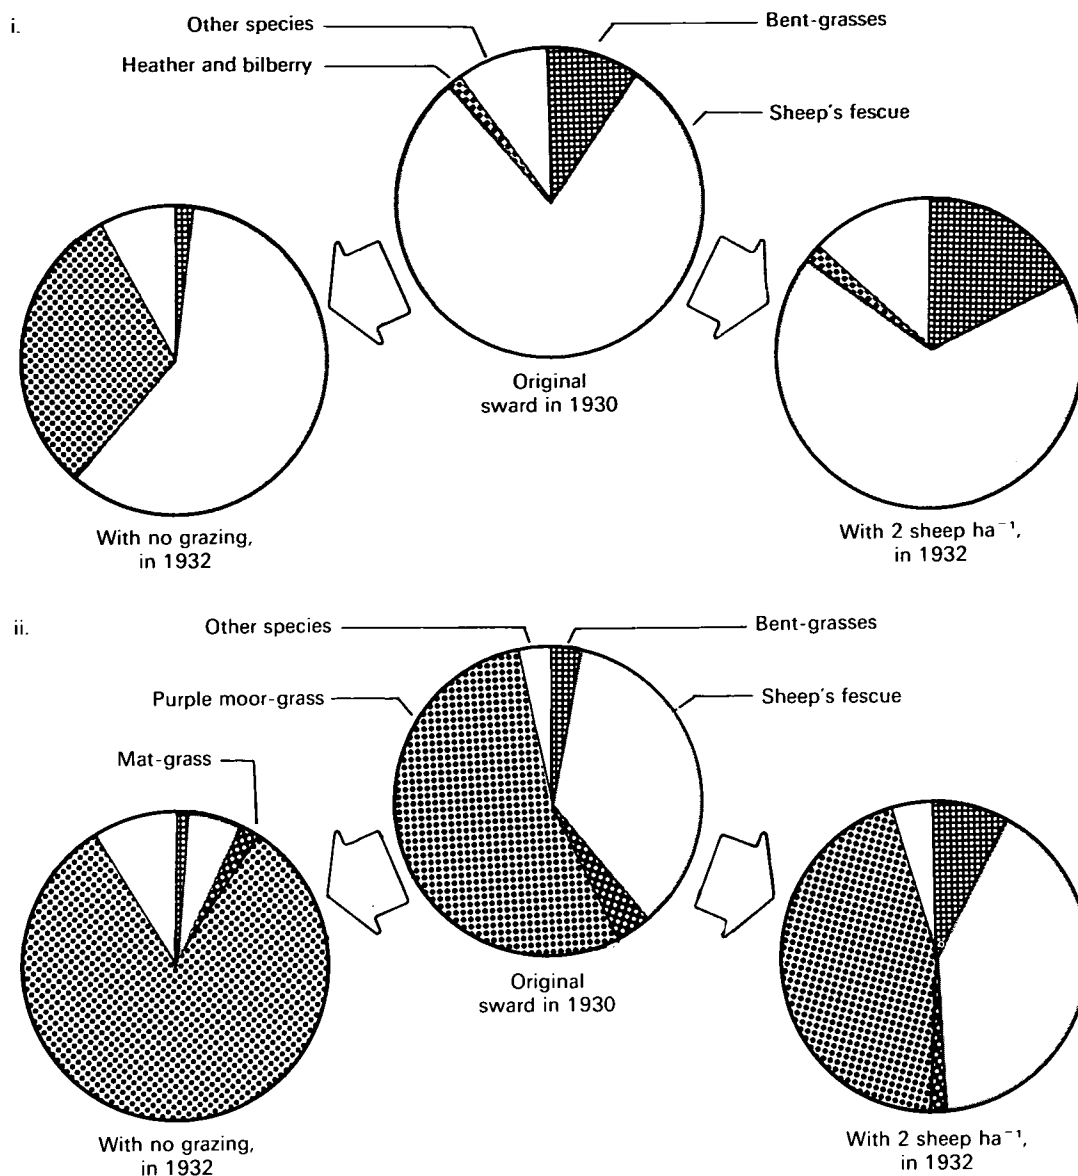 i.
Other species
Bent-grasses
Heather and bilberry
Sheep's fescue
Original
sward in 1930
With no grazing,
in 1932
With 2 sheep ha⁻¹,
in 1932
ii.
Other species
Bent-grasses
Purple moor-grass
Sheep's fescue
Mat-grass
Original
sward in 1930
With no grazing,
in 1932
With 2 sheep ha⁻¹,
in 1932